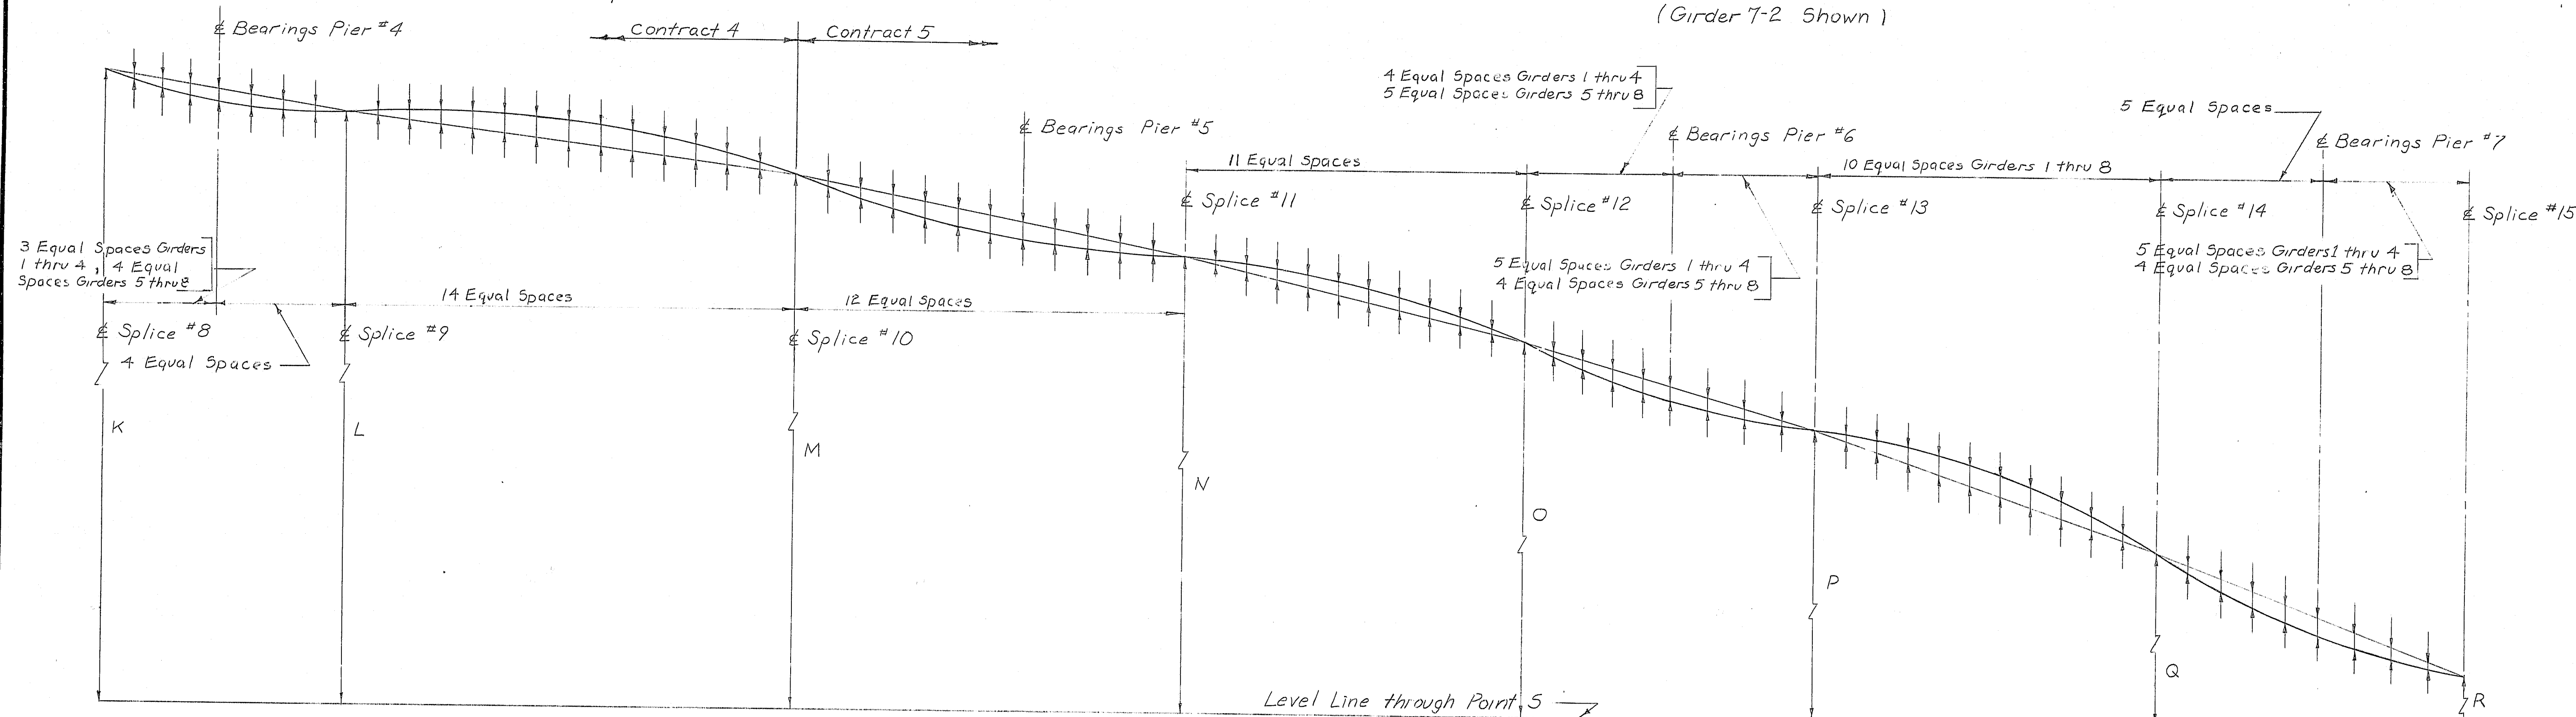 (Girder 7-2 Shown)
℄ Bearings Pier #4
Contract 4
Contract 5
4 Equal Spaces Girders 1 thru 4
5 Equal Spaces Girders 5 thru 8
5 Equal Spaces
℄ Bearings Pier #5
℄ Bearings Pier #6
℄ Bearings Pier #7
11 Equal Spaces
10 Equal Spaces Girders 1 thru 8
℄ Splice #11
℄ Splice #12
℄ Splice #13
℄ Splice #14
℄ Splice #15
3 Equal Spaces Girders
1 thru 4, 4 Equal
Spaces Girders 5 thru 8
5 Equal Spaces Girders 1 thru 4
4 Equal Spaces Girders 5 thru 8
5 Equal Spaces Girders 1 thru 4
4 Equal Spaces Girders 5 thru 8
14 Equal Spaces
12 Equal Spaces
℄ Splice #8
℄ Splice #9
℄ Splice #10
4 Equal Spaces
K
L
M
N
O
P
Q
R
Level Line through Point S